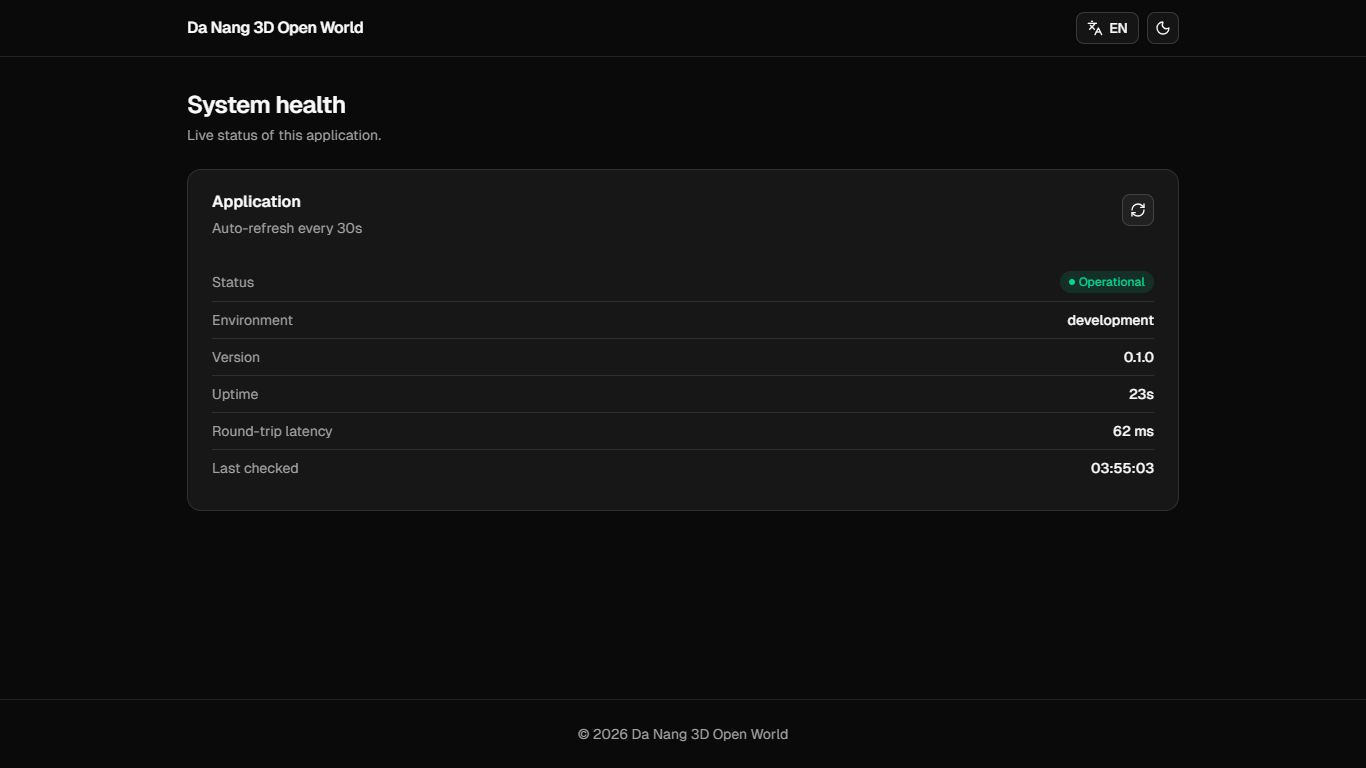 Da Nang 3D Open World
EN
System health
Live status of this application.
Application
Auto-refresh every 30s
Status
Operational
Environment
development
Version
0.1.0
Uptime
23s
Round-trip latency
62 ms
Last checked
03:55:03
© 2026 Da Nang 3D Open World